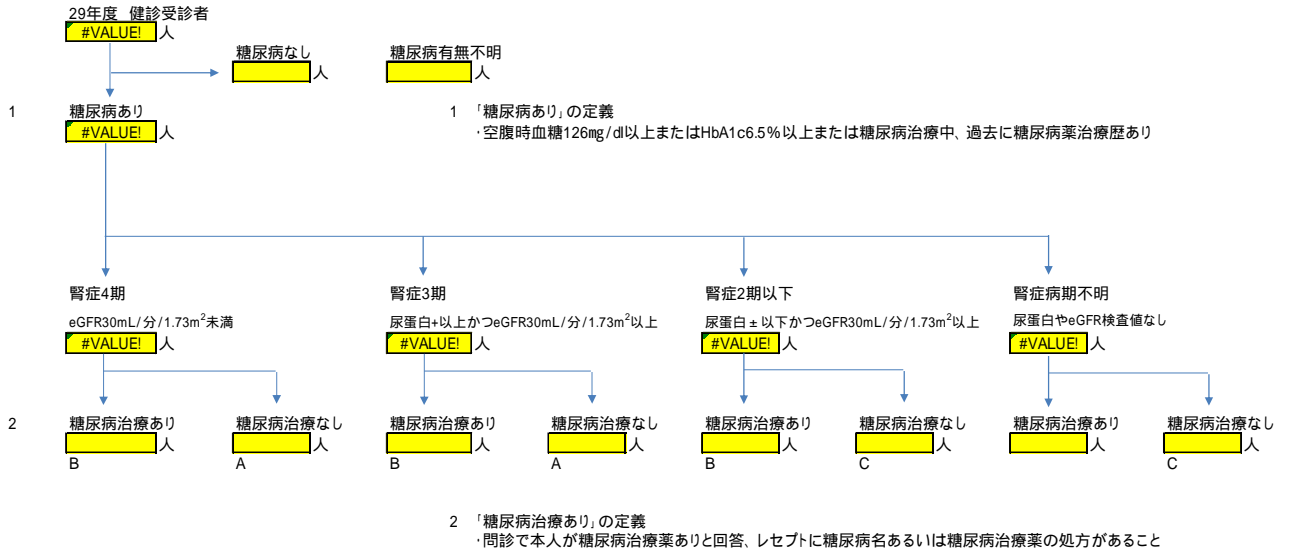 29年度　健診受診者
#VALUE! 人
糖尿病なし 糖尿病有無不明
人 人
1 糖尿病あり 1 「糖尿病あり」の定義
#VALUE! 人 ・空腹時血糖126㎎/dl以上またはHbA1c6.5％以上または糖尿病治療中、過去に糖尿病薬治療歴あり
腎症4期 腎症3期 腎症2期以下 腎症病期不明
eGFR30mL/分/1.73m²未満 尿蛋白+以上かつeGFR30mL/分/1.73m²以上 尿蛋白±以下かつeGFR30mL/分/1.73m²以上 尿蛋白やeGFR検査値なし
#VALUE! 人 #VALUE! 人 #VALUE! 人 #VALUE! 人
2 糖尿病治療あり 糖尿病治療なし 糖尿病治療あり 糖尿病治療なし 糖尿病治療あり 糖尿病治療なし 糖尿病治療あり 糖尿病治療なし
人 人 人 人 人 人 人 人
B A B A B C C
2 「糖尿病治療あり」の定義
・問診で本人が糖尿病治療薬ありと回答、レセプトに糖尿病名あるいは糖尿病治療薬の処方があること